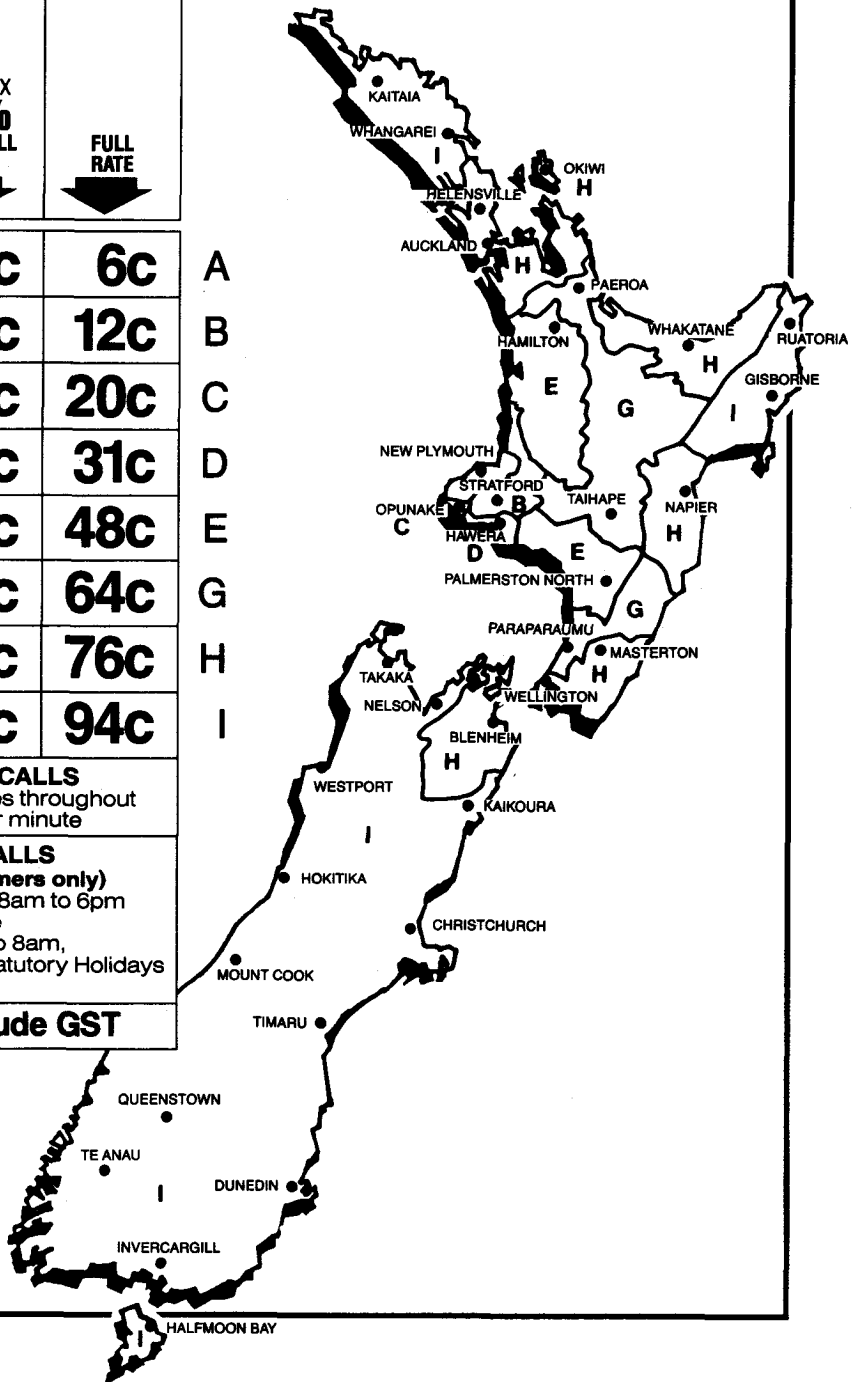 X
0
LL
FULL
RATE
c 6c A
c 12c B
c 20c C
c 31c D
c 48c E
c 64c G
c 76c H
c 94c I
CALLS
es throughout
r minute
ALLS
mers only)
8am to 6pm
e
o 8am,
atutory Holidays
ude GST
KAITAIA
WHANGAREI
I
OKIWI
H
HELENSVILLE
I
AUCKLAND
H
PAEROA
HAMILTON
WHAKATANE
RUATORIA
H
GISBORNE
E
G
I
NEW PLYMOUTH
STRATFORD
B
TAIHAPE
NAPIER
OPUNAKE
C
HAWERA
H
D
E
PALMERSTON NORTH
G
PARAPARAUMU
MASTERTON
H
TAKAKA
WELLINGTON
NELSON
BLENHEIM
H
WESTPORT
KAIKOURA
I
HOKITIKA
CHRISTCHURCH
MOUNT COOK
TIMARU
QUEENSTOWN
TE ANAU
DUNEDIN
I
INVERCARGILL
HALFMOON BAY
I